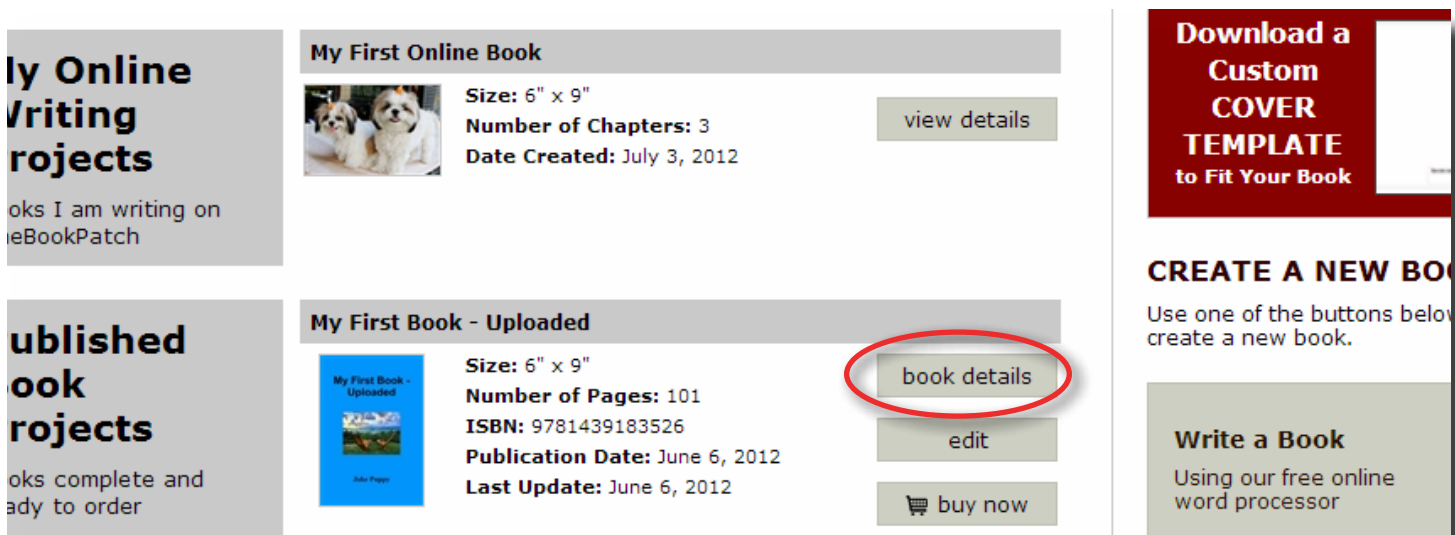 ly Online
Writing
rojects
oks I am writing on
eBookPatch
My First Online Book
Size: 6" x 9"
Number of Chapters: 3
Date Created: July 3, 2012
view details
ublished
ook
rojects
oks complete and
ady to order
My First Book - Uploaded
My First Book -
Uploaded
Size: 6" x 9"
Number of Pages: 101
ISBN: 9781439183526
Publication Date: June 6, 2012
Last Update: June 6, 2012
book details
edit
buy now
Download a
Custom
COVER
TEMPLATE
to Fit Your Book
CREATE A NEW BO
Use one of the buttons belo
create a new book.
Write a Book
Using our free online
word processor